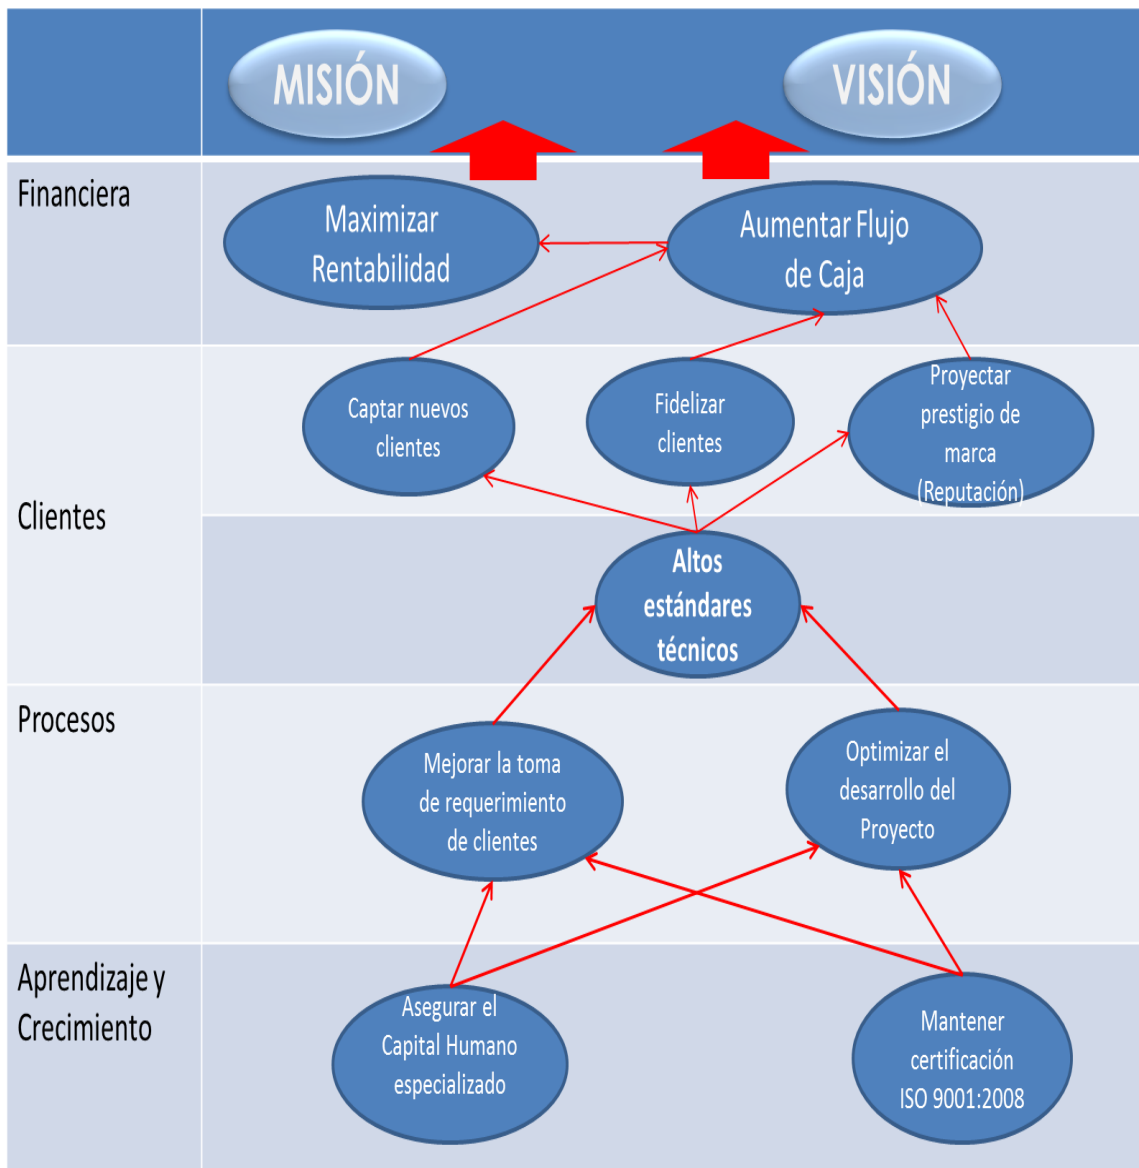 MISIÓN
VISIÓN
Financiera
Maximizar
Rentabilidad
Aumentar Flujo
de Caja
Clientes
Captar nuevos
clientes
Fidelizar
clientes
Proyectar
prestigio de
marca
(Reputación)
Altos
estándares
técnicos
Procesos
Mejorar la toma
de requerimiento
de clientes
Optimizar el
desarrollo del
Proyecto
Aprendizaje y
Crecimiento
Asegurar el
Capital Humano
especializado
Mantener
certificación
ISO 9001:2008